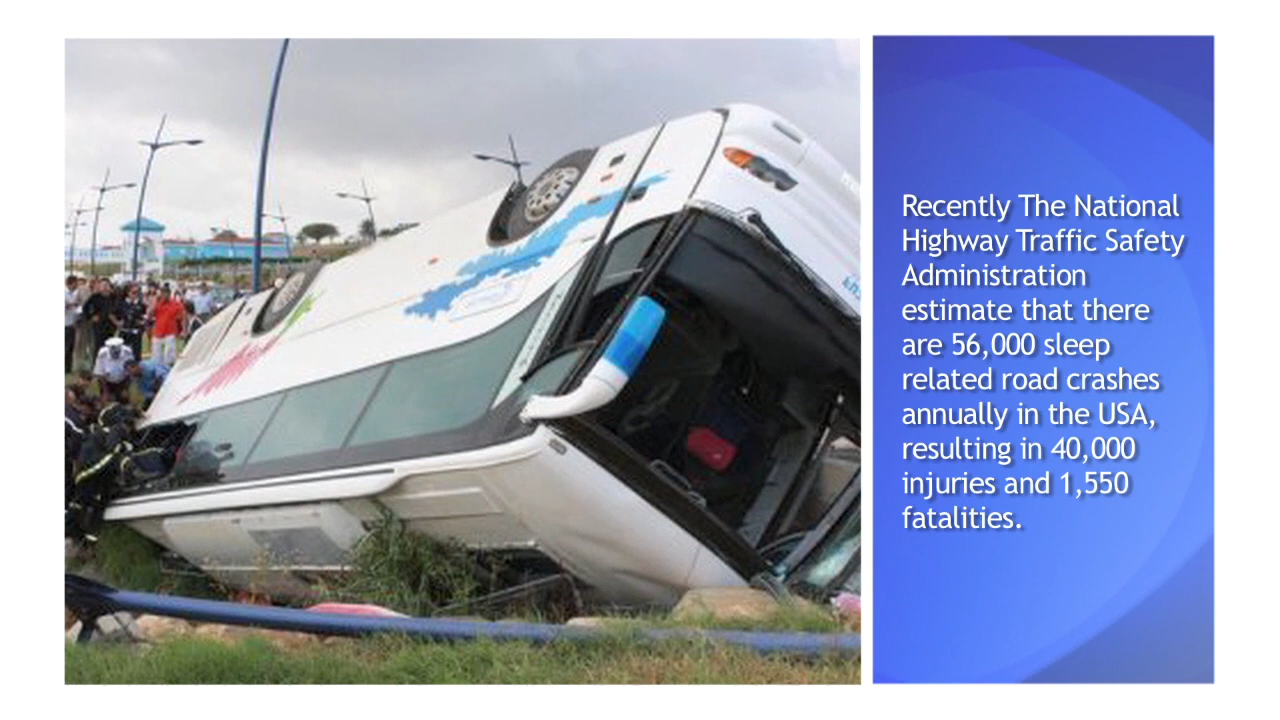 Recently The National
Highway Traffic Safety
Administration
estimate that there
are 56,000 sleep
related road crashes
annually in the USA,
resulting in 40,000
injuries and 1,550
fatalities.